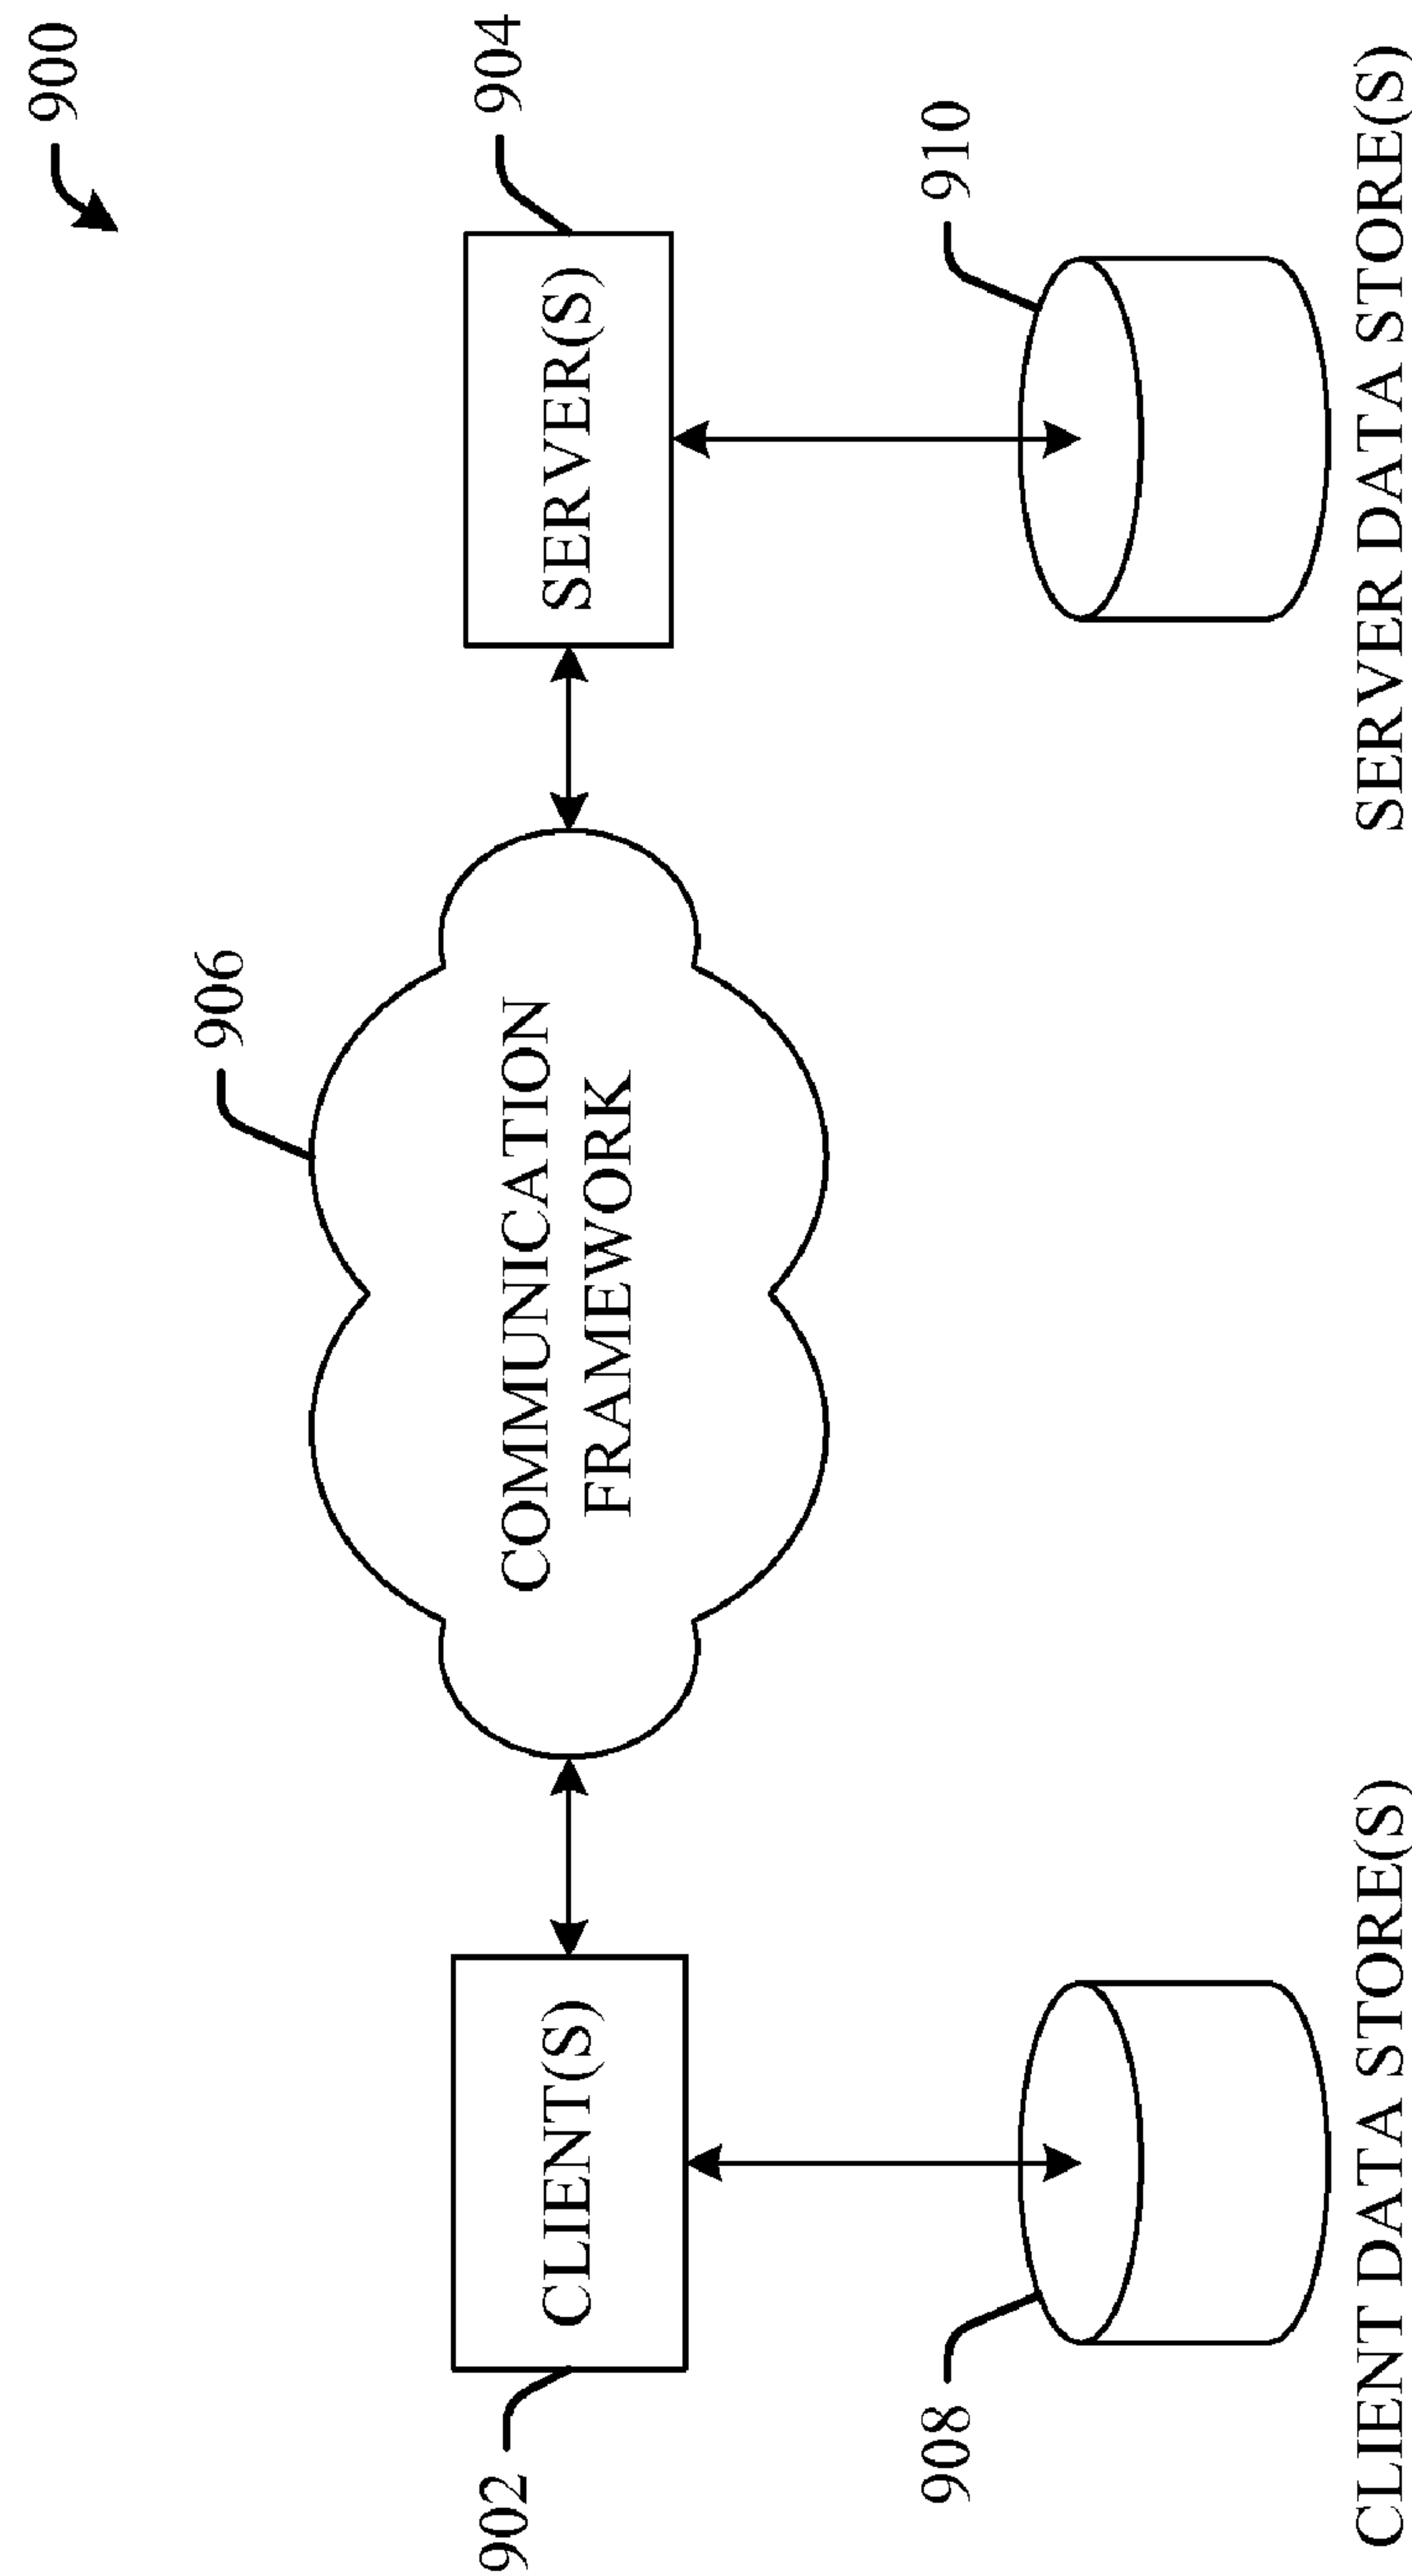 900
902
CLIENT(S)
906
COMMUNICATION
FRAMEWORK
904
SERVER(S)
908
CLIENT DATA STORE(S)
910
SERVER DATA STORE(S)